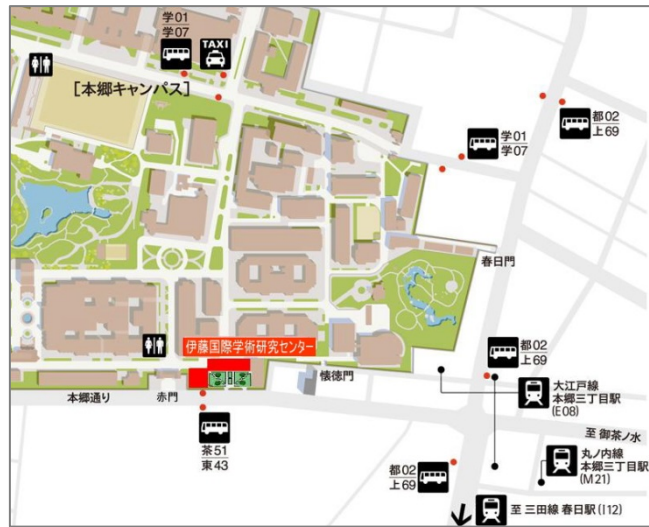 学01
学07
TAXI
[本郷キャンパス]
都02
上69
学01
学07
春日門
伊藤国際学術研究センター
都02
上69
懐徳門
本郷通り
赤門
大江戸線
本郷三丁目駅
(E08)
至 御茶ノ水
茶51
東43
丸ノ内線
本郷三丁目駅
(M21)
都02
上69
至 三田線 春日駅(I12)